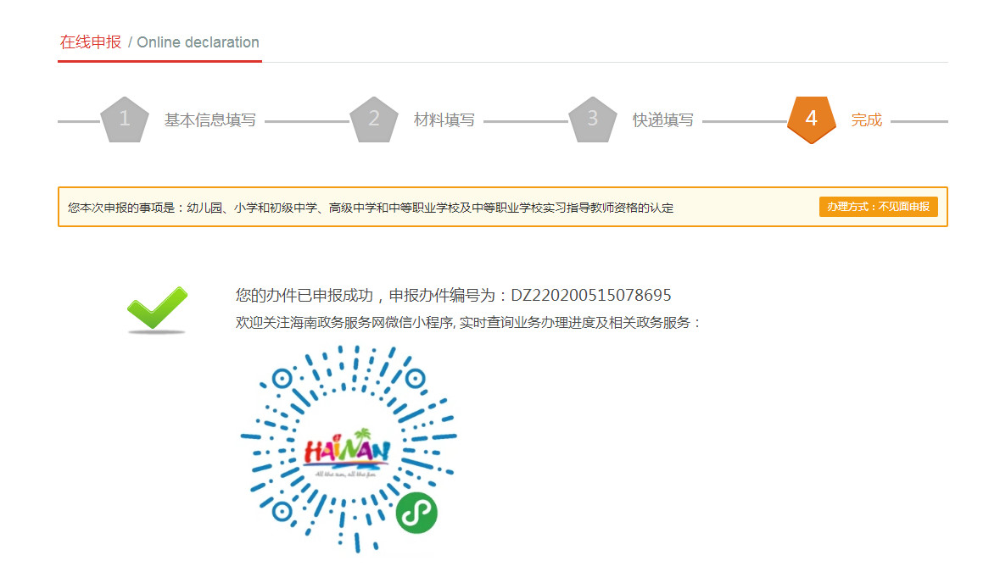 在线申报 / Online declaration
1 基本信息填写 2 材料填写 3 快递填写 4 完成
您本次申报的事项是：幼儿园、小学和初级中学、高级中学和中等职业学校及中等职业学校实习指导教师资格的认定 办理方式：不见面申报
您的办件已申报成功，申报办件编号为：DZ220200515078695
欢迎关注海南政务服务网微信小程序, 实时查询业务办理进度及相关政务服务：
HAINAN
All the sun, all the fun